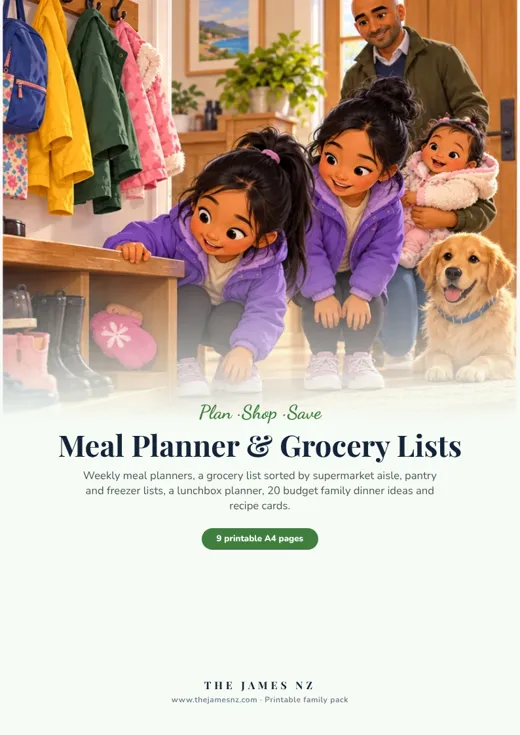 Plan ·Shop ·Save
Meal Planner & Grocery Lists
Weekly meal planners, a grocery list sorted by supermarket aisle, pantry
and freezer lists, a lunchbox planner, 20 budget family dinner ideas and
recipe cards.
9 printable A4 pages
THE JAMES NZ
www.thejamesnz.com · Printable family pack